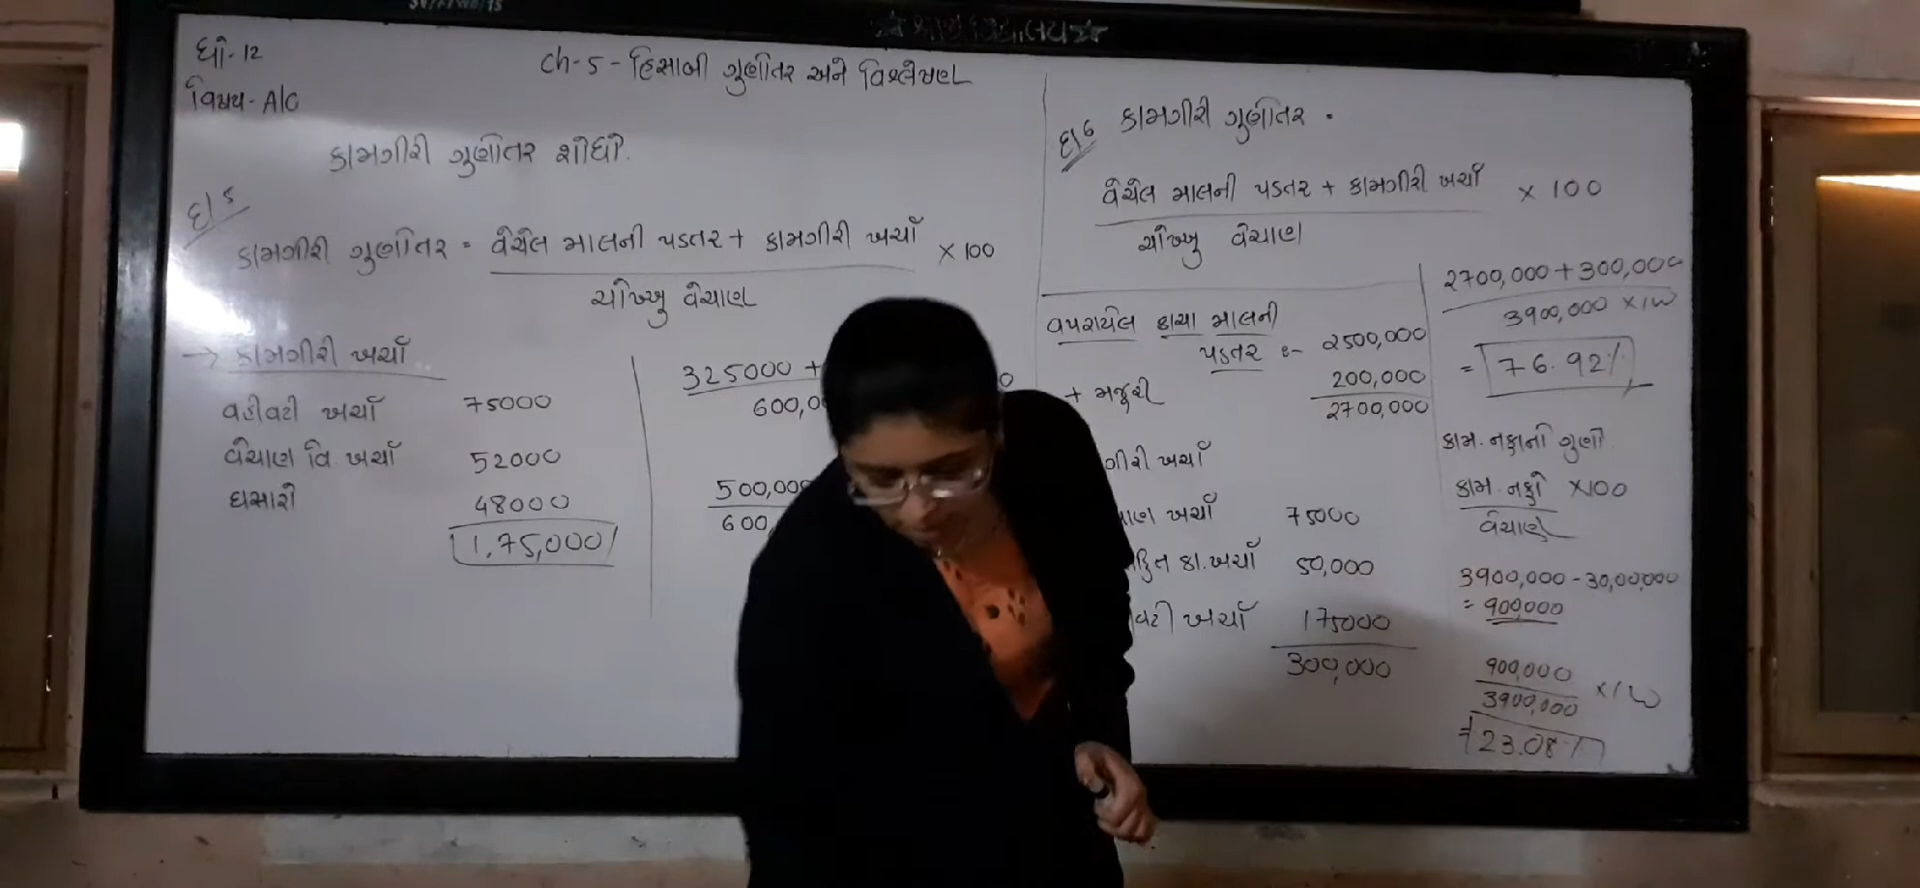 ધો-12
વિષય-A/C
Ch-5-હિસાબી ગુણોત્તર અને વિશ્લેષણ
કામગીરી ગુણોત્તર શોધો.
દા 5
કામગીરી ગુણોત્તર = વેચેલ માલની પડતર + કામગીરી ખર્ચા × 100
ચોખ્ખુ વેચાણ
→ કામગીરી ખર્ચા
વહીવટી ખર્ચા 75000
વેચાણ વિ. ખર્ચા 52000
ઘસારો 48000
1,75,000
325000 +
600,0
500,000
600,
દા 6 કામગીરી ગુણોત્તર .
વેચેલ માલની પડતર + કામગીરી ખર્ચા × 100
ચોખ્ખુ વેચાણ
વપરાયેલ કાચા માલની
પડતર :- 2500,000
+ મજૂરી 200,000
2700,000
ગીરી ખર્ચા
ાણ ખર્ચા 75000
કા.ખર્ચા 50,000
વટી ખર્ચા 175000
300,000
2700,000 + 300,000
3900,000 ×100
= 76.92%
કામ. નફાનો ગુણો
કામ. નફો ×100
વેચાણ
3900,000 - 30,00,000
= 900,000
900,000
3900,000 ×100
= 23.08%